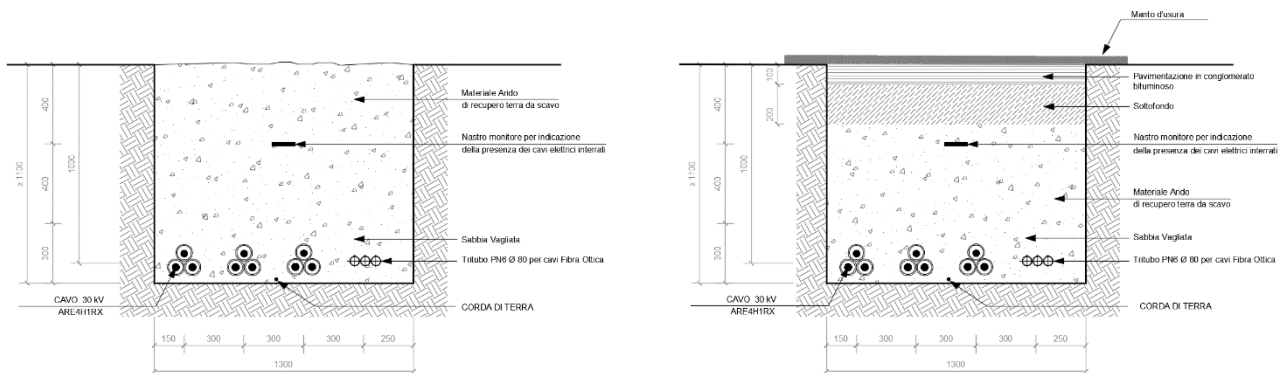 Materiale Arido
di recupero terra da scavo
Nastro monitore per indicazione
della presenza dei cavi elettrici interrati
Sabbia Vagliata
Tritubo PN6 Ø 80 per cavi Fibra Ottica
CORDA DI TERRA
CAVO 30 kV
ARE4H1RX
≥ 1100
400
400
300
1000
150
300
300
300
250
1300
Manto d'usura
Pavimentazione in conglomerato
bituminoso
Sottofondo
Nastro monitore per indicazione
della presenza dei cavi elettrici interrati
Materiale Arido
di recupero terra da scavo
Sabbia Vagliata
Tritubo PN6 Ø 80 per cavi Fibra Ottica
CORDA DI TERRA
CAVO 30 kV
ARE4H1RX
≥ 1100
400
400
300
100
200
1000
150
300
300
300
250
1300